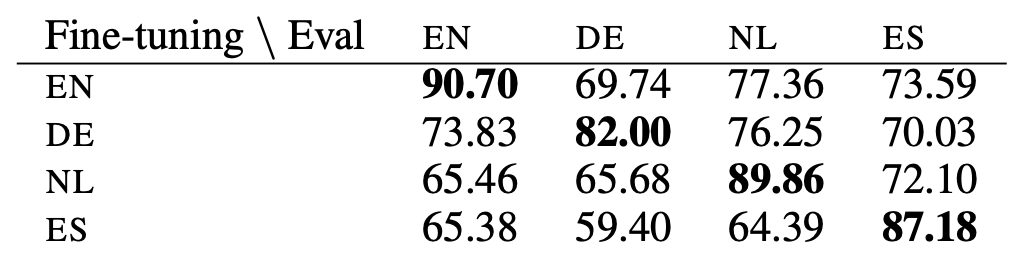 Fine-tuning \ Eval EN DE NL ES
EN 90.70 69.74 77.36 73.59
DE 73.83 82.00 76.25 70.03
NL 65.46 65.68 89.86 72.10
ES 65.38 59.40 64.39 87.18